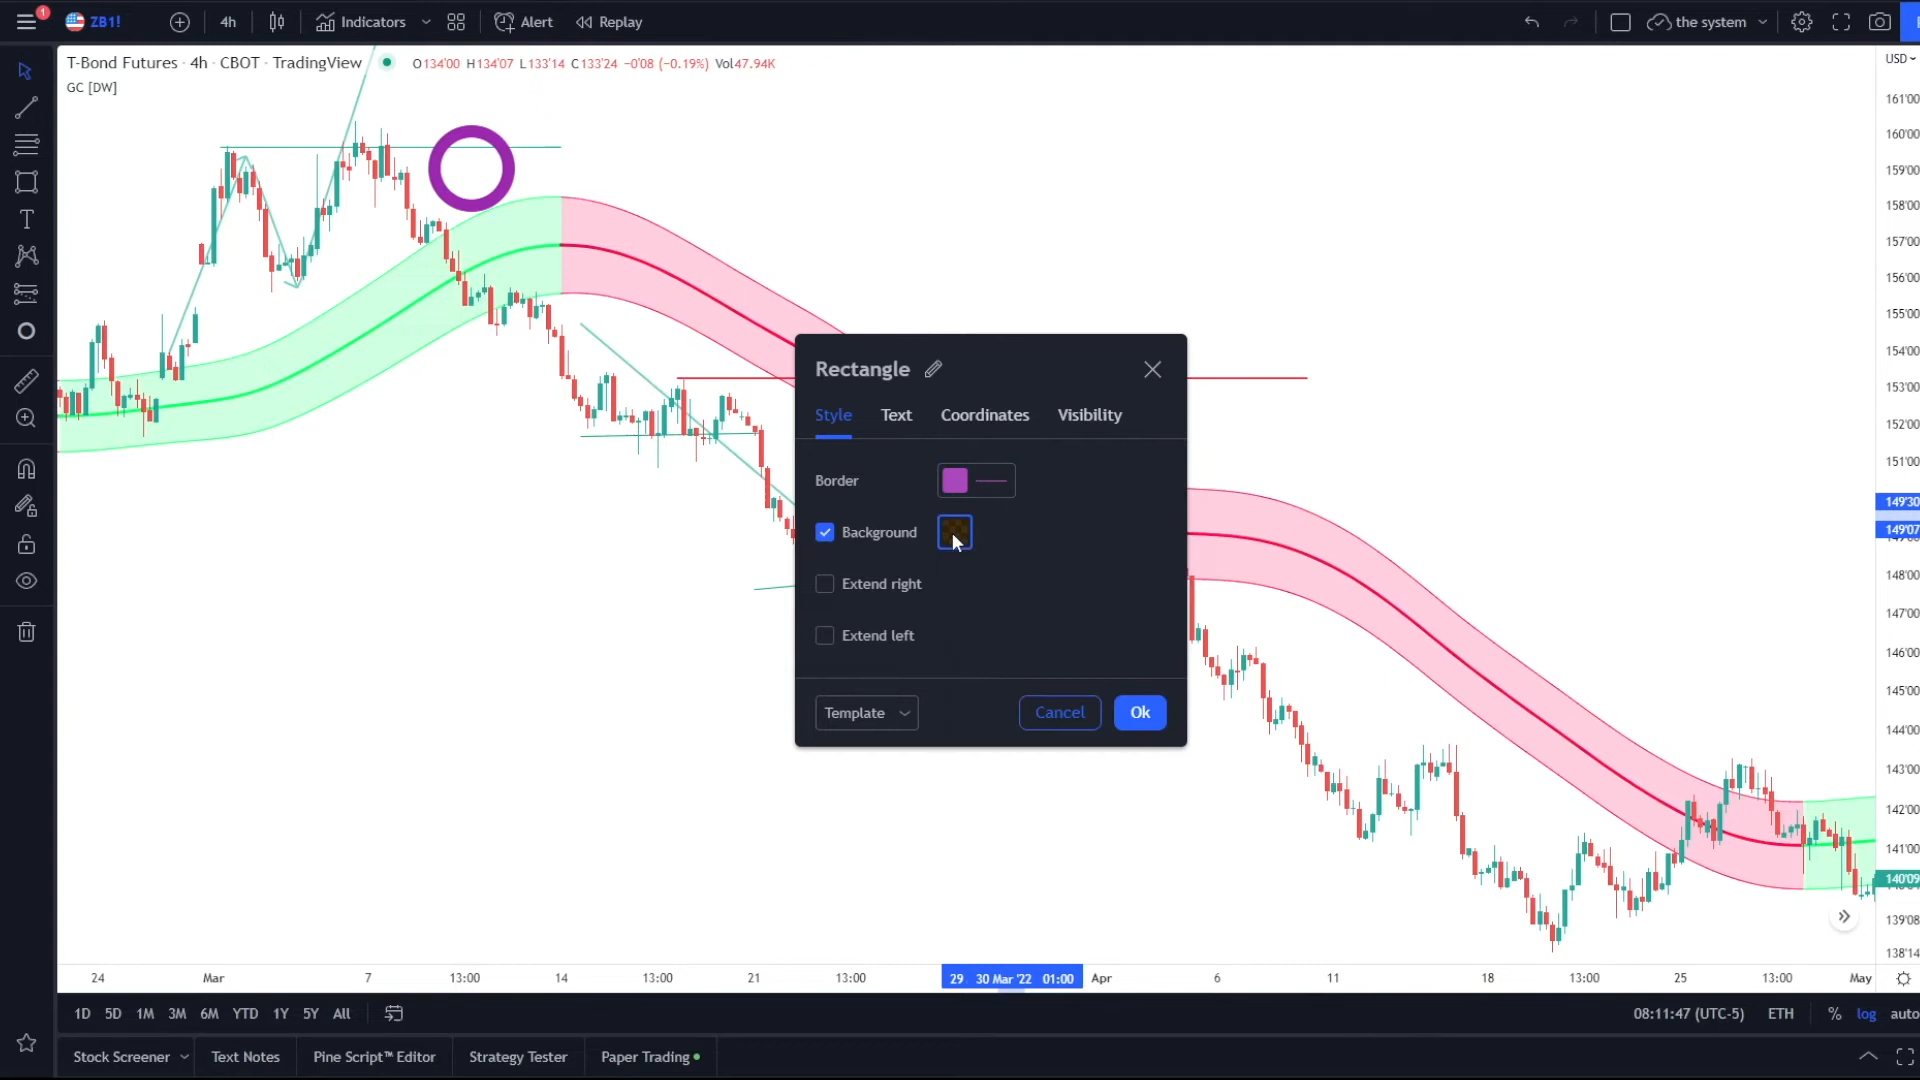 1
ZB1!
4h
Indicators
Alert
Replay
the system
T-Bond Futures · 4h · CBOT · TradingView
O134'00 H134'07 L133'14 C133'24 −0'08 (−0.19%) Vol47.94K
GC [DW]
USD
161'00
160'00
159'00
158'00
157'00
156'00
155'00
154'00
153'00
152'00
151'00
149'30
149'07
148'00
147'00
146'00
145'00
144'00
143'00
142'00
141'00
140'09
139'08
138'14
Rectangle
Style
Text
Coordinates
Visibility
Border
Background
Extend right
Extend left
Template
Cancel
Ok
24
Mar
7
13:00
14
13:00
21
13:00
29
30 Mar '22 01:00
Apr
6
11
18
13:00
25
13:00
May
1D 5D 1M 3M 6M YTD 1Y 5Y All
08:11:47 (UTC-5)
ETH
%
log
auto
Stock Screener
Text Notes
Pine Script™ Editor
Strategy Tester
Paper Trading